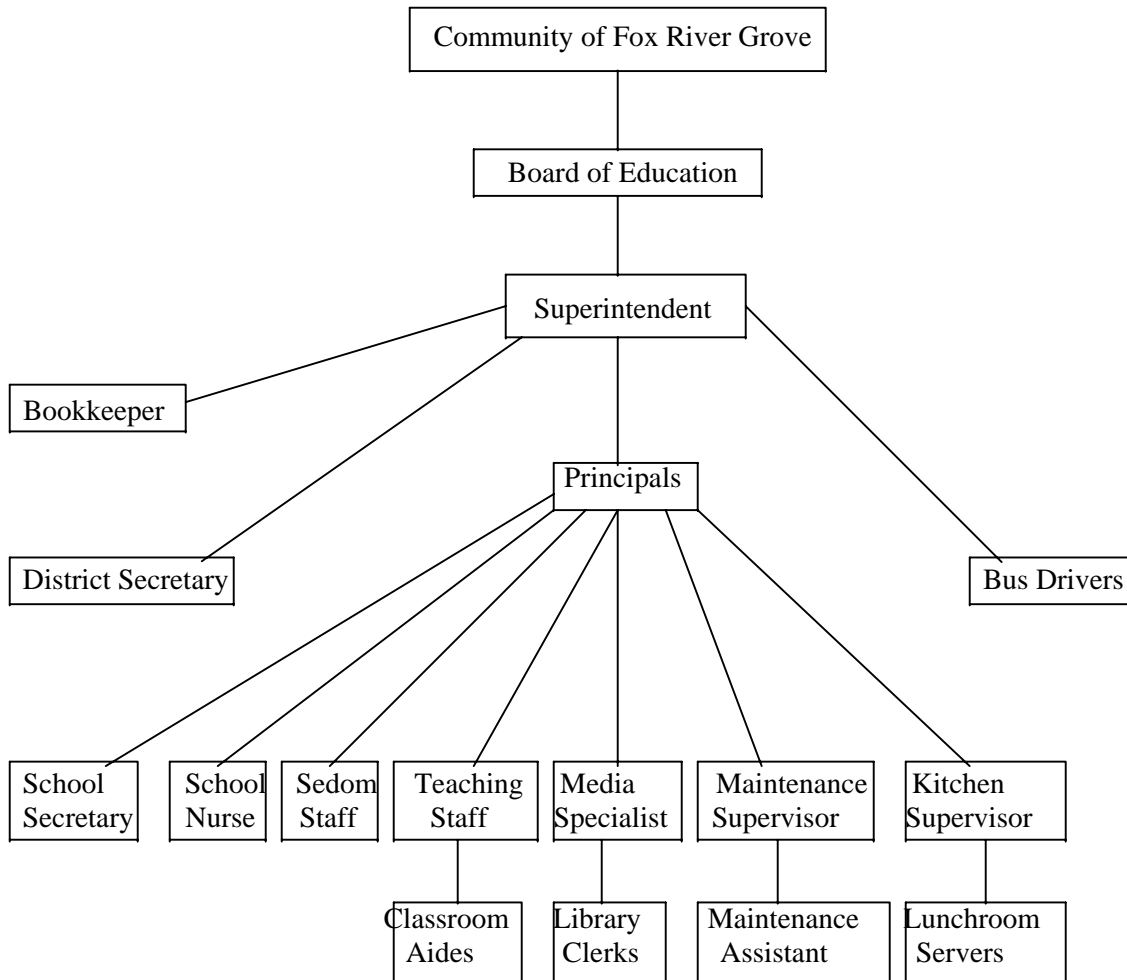 Community of Fox River Grove
Board of Education
Superintendent
Bookkeeper
Principals
District Secretary
Bus Drivers
School
Secretary
School
Nurse
Sedom
Staff
Teaching
Staff
Media
Specialist
Maintenance
Supervisor
Kitchen
Supervisor
Classroom
Aides
Library
Clerks
Maintenance
Assistant
Lunchroom
Servers